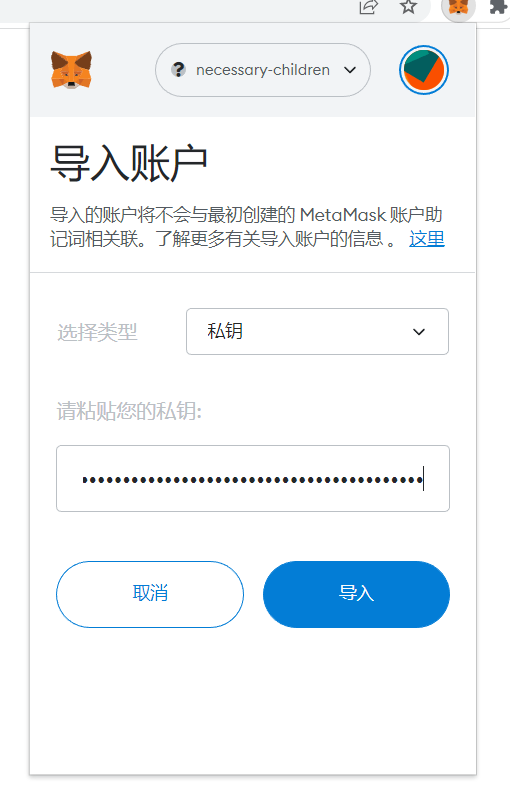 necessary-children
导入账户
导入的账户将不会与最初创建的 MetaMask 账户助
记词相关联。了解更多有关导入账户的信息 。 这里
选择类型 私钥
请粘贴您的私钥:
取消 导入